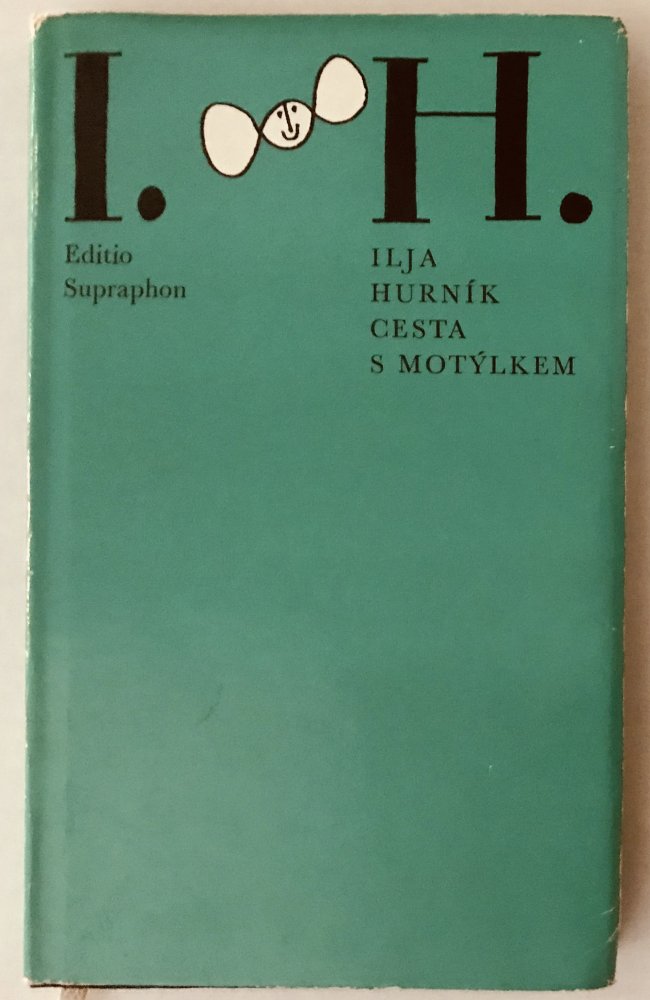 I. H.
Editio
Supraphon
ILJA
HURNÍK
CESTA
S MOTÝLKEM